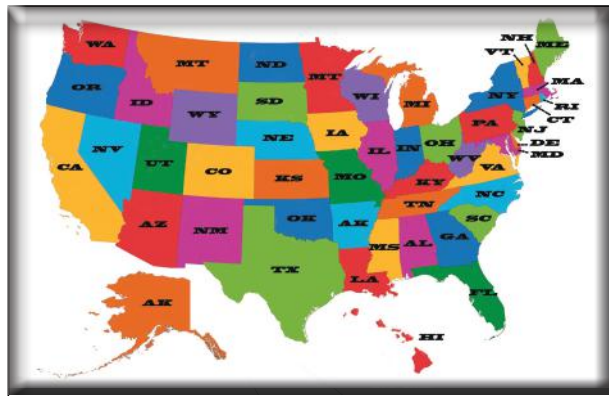 WA
MT
ND
MT
OR
ID
WY
SD
WI
MI
NH
VT
ME
MA
NY
RI
CT
PA
NJ
DE
MD
CA
NV
UT
CO
NE
IA
IL
IN
OH
WV
VA
KS
MO
KY
NC
TN
SC
AZ
NM
OK
AK
MS
AL
GA
TX
LA
FL
AK
HI